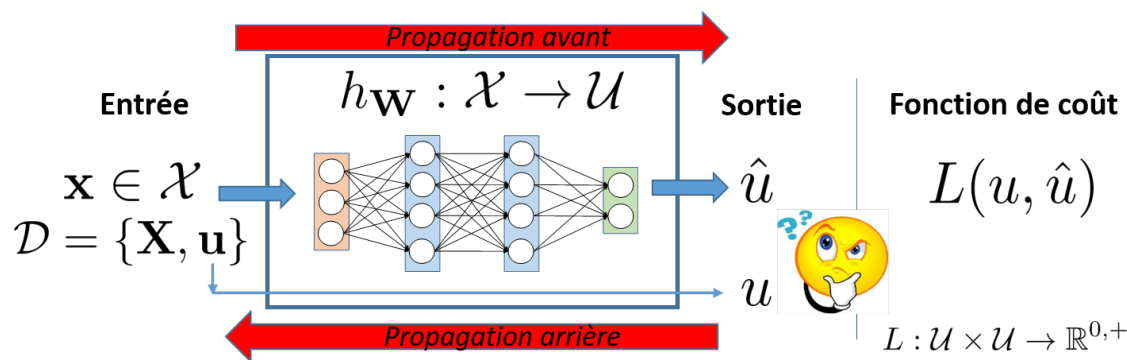 Propagation avant
h_W : 𝒳 → 𝒰
Entrée
Sortie
Fonction de coût
x ∈ 𝒳
û
L(u, û)
𝒟 = {X, u}
??
u
Propagation arrière
L : 𝒰 × 𝒰 → ℝ^{0,+}